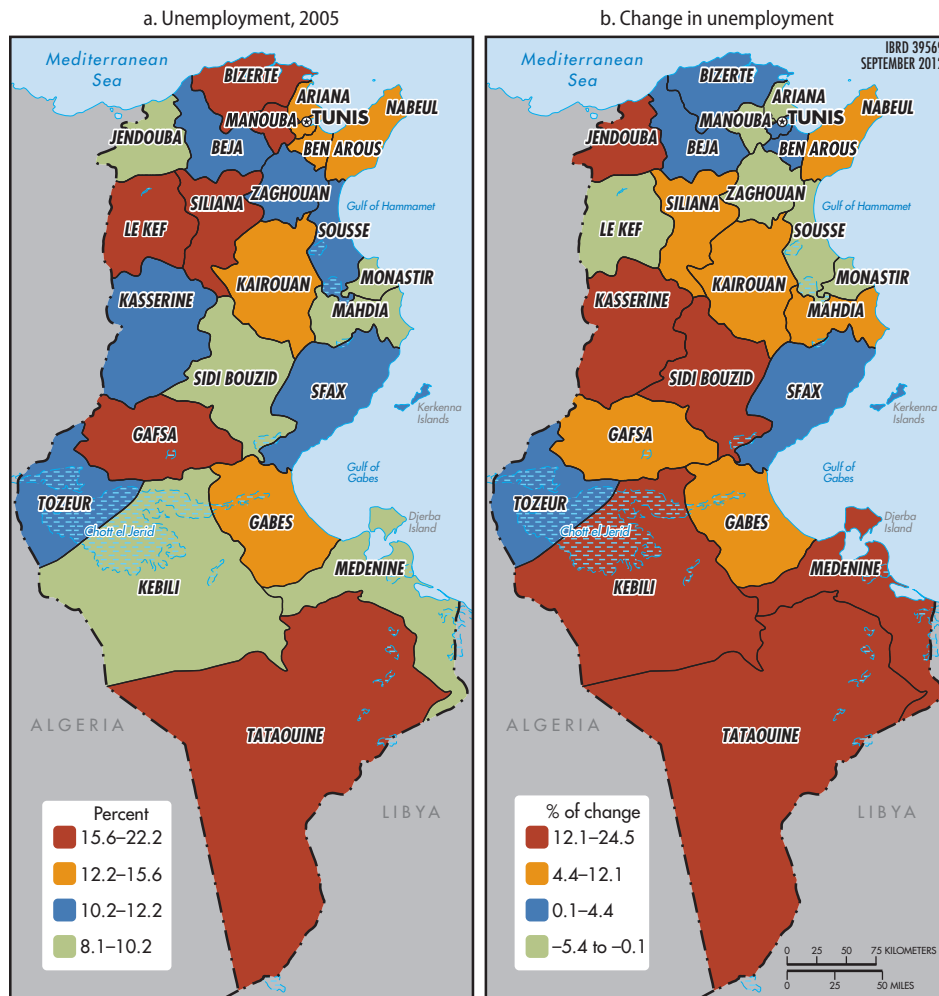 a. Unemployment, 2005
Mediterranean
Sea
BIZERTE
ARIANA
NABEUL
MANOUBA
TUNIS
JENDOUBA
BEJA
BEN AROUS
ZAGHOUAN
SILIANA
Gulf of Hammamet
LE KEF
SOUSSE
KAIROUAN
MONASTIR
KASSERINE
MAHDIA
SIDI BOUZID
SFAX
Kerkenna
Islands
GAFSA
Gulf of
Gabes
TOZEUR
GABES
Djerba
Island
Chott el Jerid
MEDENINE
KEBILI
ALGERIA
TATAOUINE
LIBYA
Percent
15.6–22.2
12.2–15.6
10.2–12.2
8.1–10.2
b. Change in unemployment
IBRD 3956
SEPTEMBER 2012
Mediterranean
Sea
BIZERTE
ARIANA
NABEUL
MANOUBA
TUNIS
JENDOUBA
BEJA
BEN AROUS
ZAGHOUAN
SILIANA
Gulf of Hammamet
LE KEF
SOUSSE
KAIROUAN
MONASTIR
KASSERINE
MAHDIA
SIDI BOUZID
SFAX
Kerkenna
Islands
GAFSA
Gulf of
Gabes
TOZEUR
GABES
Djerba
Island
Chott el Jerid
MEDENINE
KEBILI
ALGERIA
TATAOUINE
LIBYA
% of change
12.1–24.5
4.4–12.1
0.1–4.4
–5.4 to –0.1
0 25 50 75 KILOMETERS
0 50 MILES